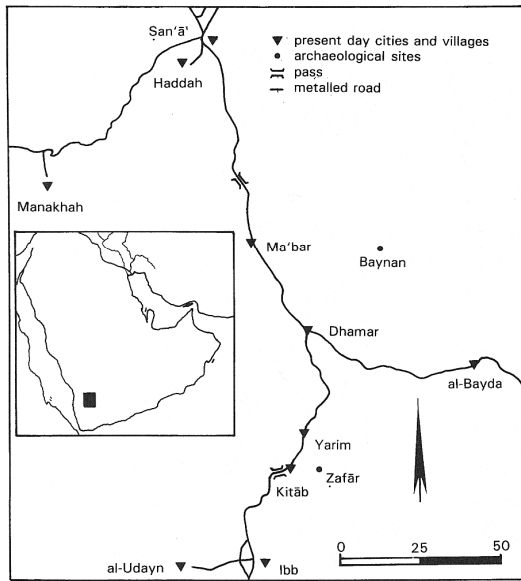 Ṣan'ā'
present day cities and villages
archaeological sites
pass
metalled road
Haddah
Manakhah
Ma'bar
Baynan
Dhamar
al-Bayda
Yarim
Kitāb
Zafār
al-Udayn
Ibb
0 25 50